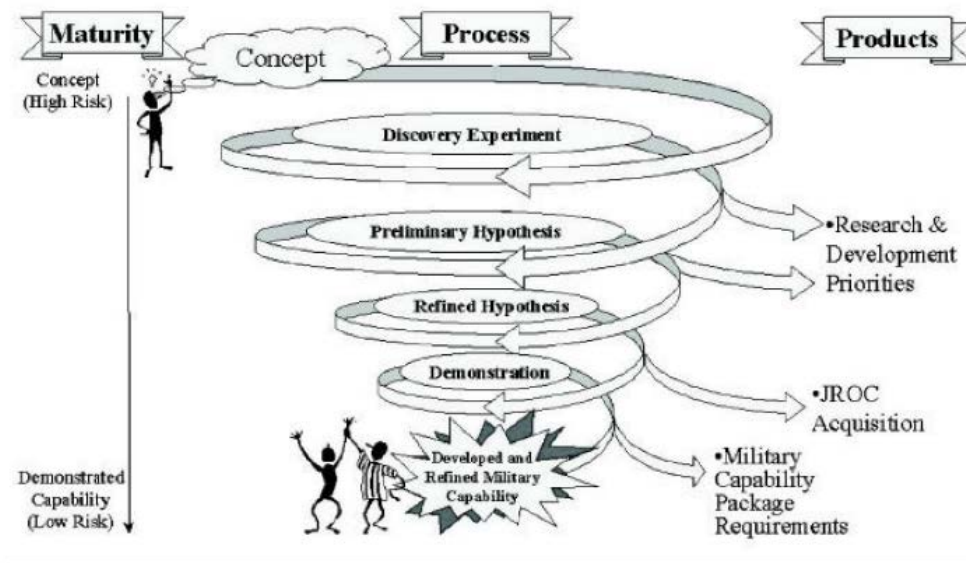 Maturity
Process
Products
Concept
(High Risk)
Concept
Discovery Experiment
Preliminary Hypothesis
•Research &
Development
Priorities
Refined Hypothesis
Demonstration
•JROC
Acquisition
Developed and
Refined Military
Capability
•Military
Capability
Package
Requirements
Demonstrated
Capability
(Low Risk)